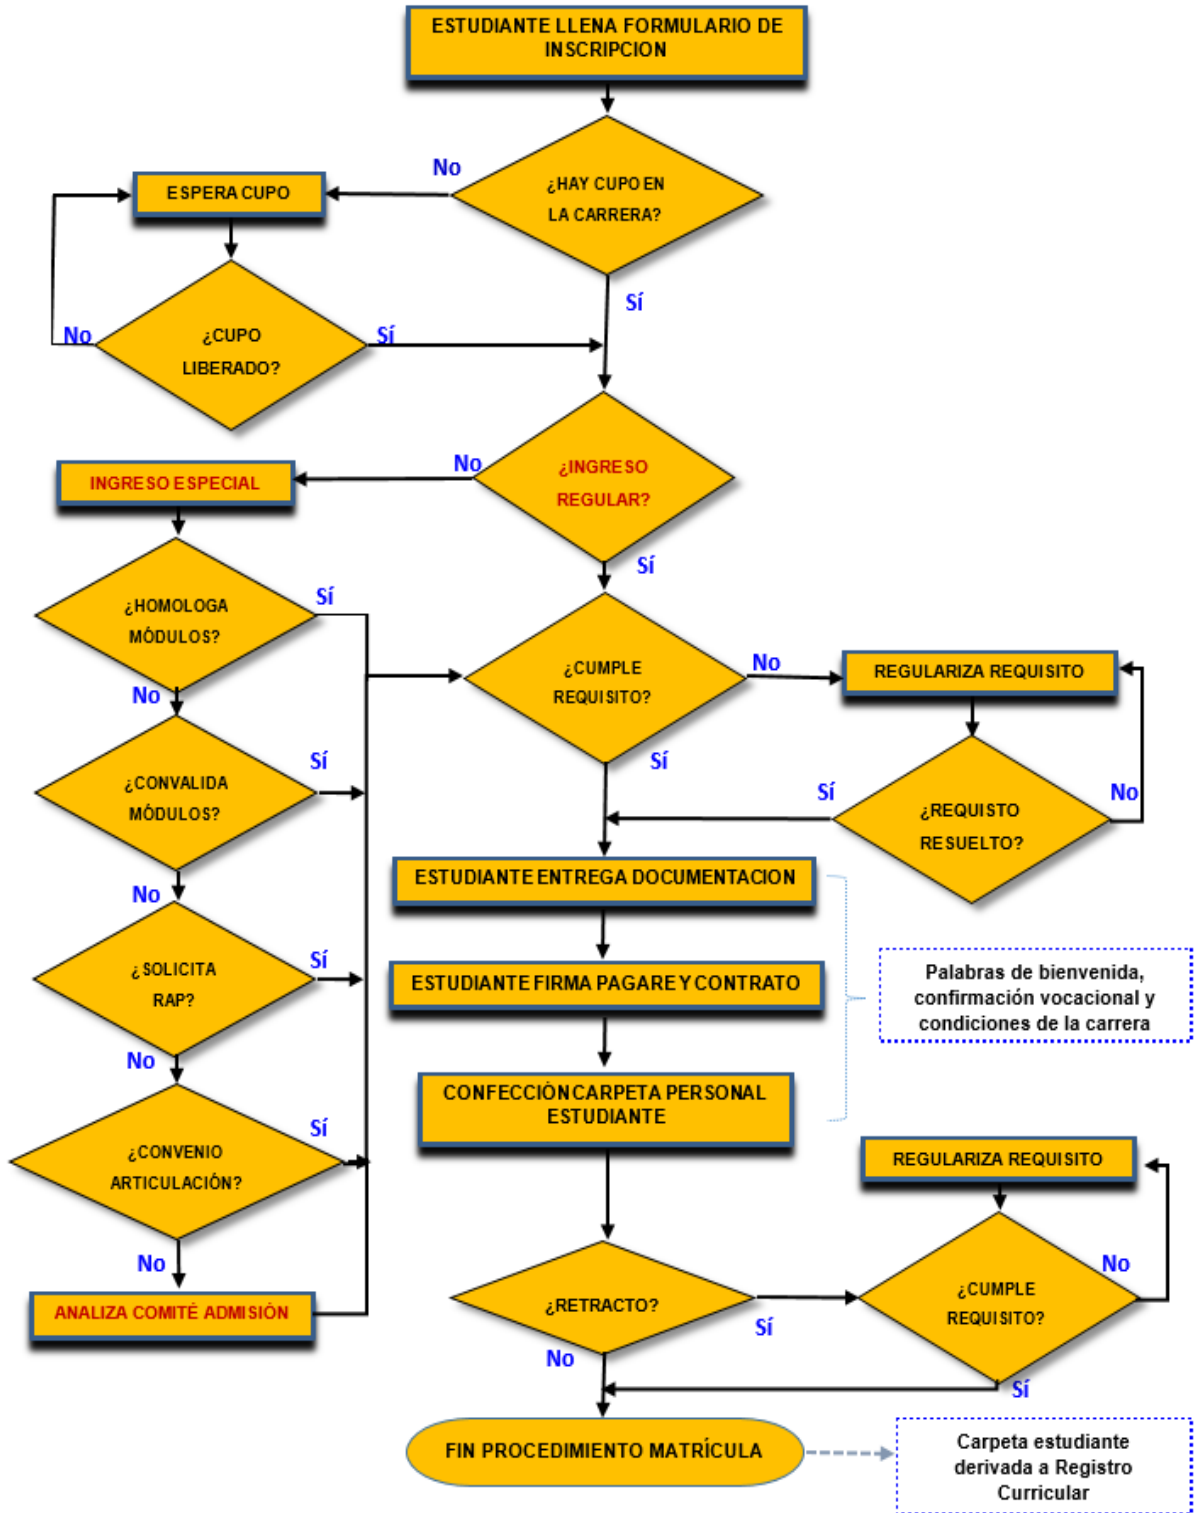 ESTUDIANTE LLENA FORMULARIO DE
INSCRIPCION
No
¿HAY CUPO EN
LA CARRERA?
ESPERA CUPO
Sí
No
¿CUPO
LIBERADO?
Sí
No
¿INGRESO
REGULAR?
INGRESO ESPECIAL
Sí
¿HOMOLOGA
MÓDULOS?
Sí
¿CUMPLE
REQUISITO?
No
REGULARIZA REQUISITO
No
Sí
¿CONVALIDA
MÓDULOS?
Sí
Sí
¿REQUISTO
RESUELTO?
No
No
ESTUDIANTE ENTREGA DOCUMENTACION
¿SOLICITA
RAP?
Sí
ESTUDIANTE FIRMA PAGARE Y CONTRATO
Palabras de bienvenida,
confirmación vocacional y
condiciones de la carrera
No
CONFECCIÓN CARPETA PERSONAL
ESTUDIANTE
¿CONVENIO
ARTICULACIÓN?
Sí
REGULARIZA REQUISITO
No
No
¿CUMPLE
REQUISITO?
¿RETRACTO?
Sí
ANALIZA COMITÉ ADMISIÓN
No
Sí
FIN PROCEDIMIENTO MATRÍCULA
Carpeta estudiante
derivada a Registro
Curricular